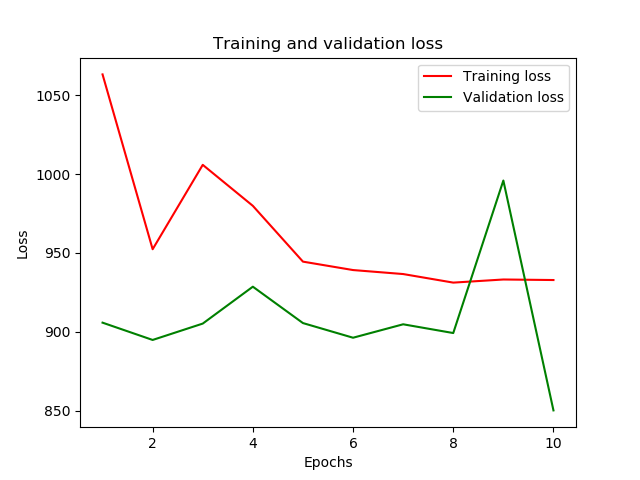 Training and validation loss
Training loss
Validation loss
1050
1000
950
900
850
Loss
2 4 6 8 10
Epochs